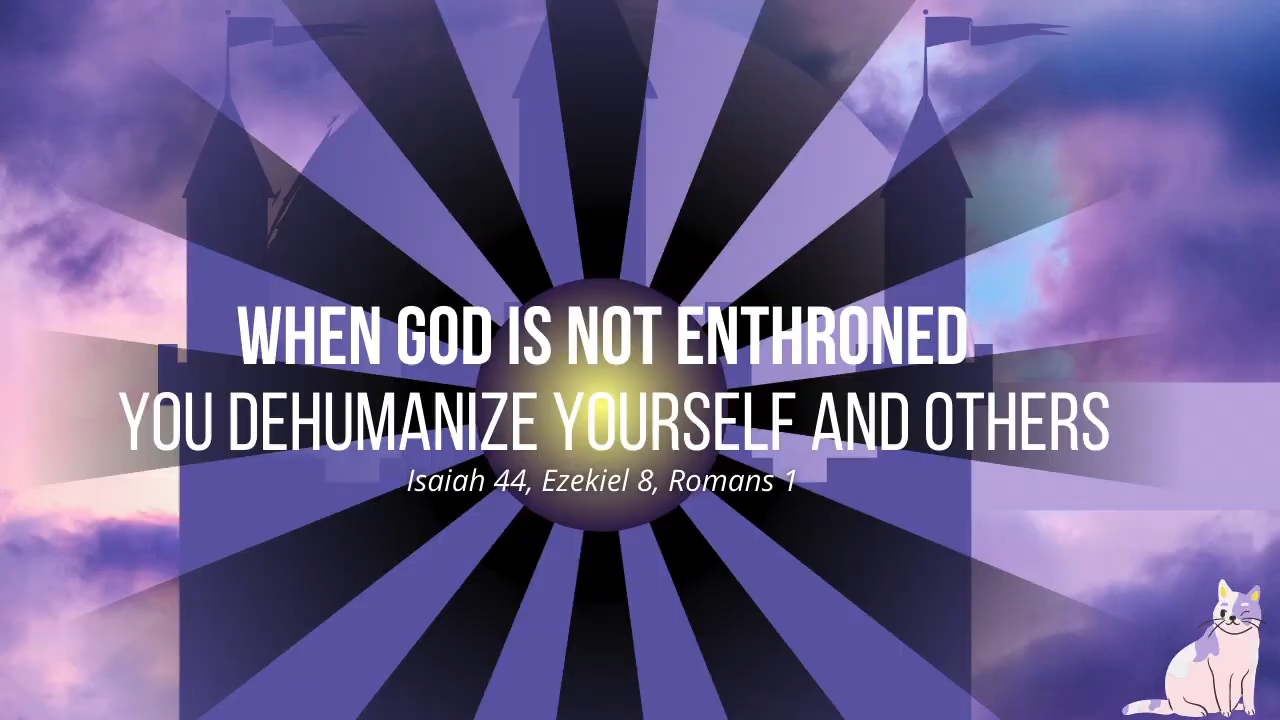 WHEN GOD IS NOT ENTHRONED
YOU DEHUMANIZE YOURSELF AND OTHERS
Isaiah 44, Ezekiel 8, Romans 1